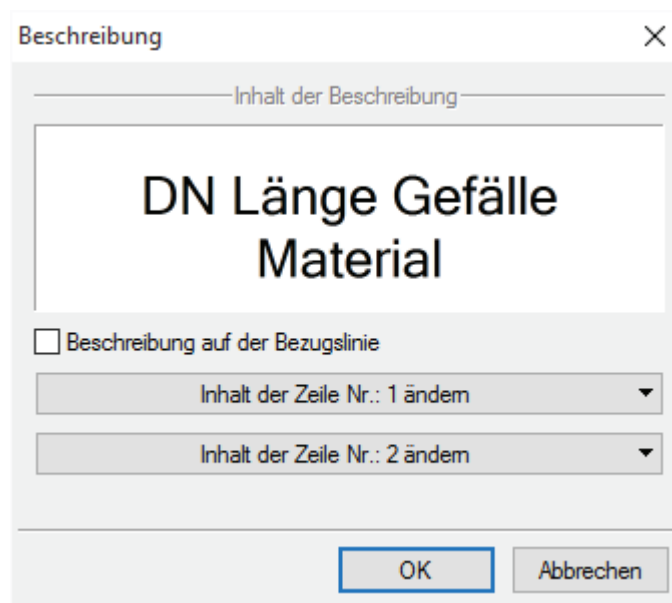 Beschreibung
Inhalt der Beschreibung
DN Länge Gefälle
Material
Beschreibung auf der Bezugslinie
Inhalt der Zeile Nr.: 1 ändern
Inhalt der Zeile Nr.: 2 ändern
OK Abbrechen